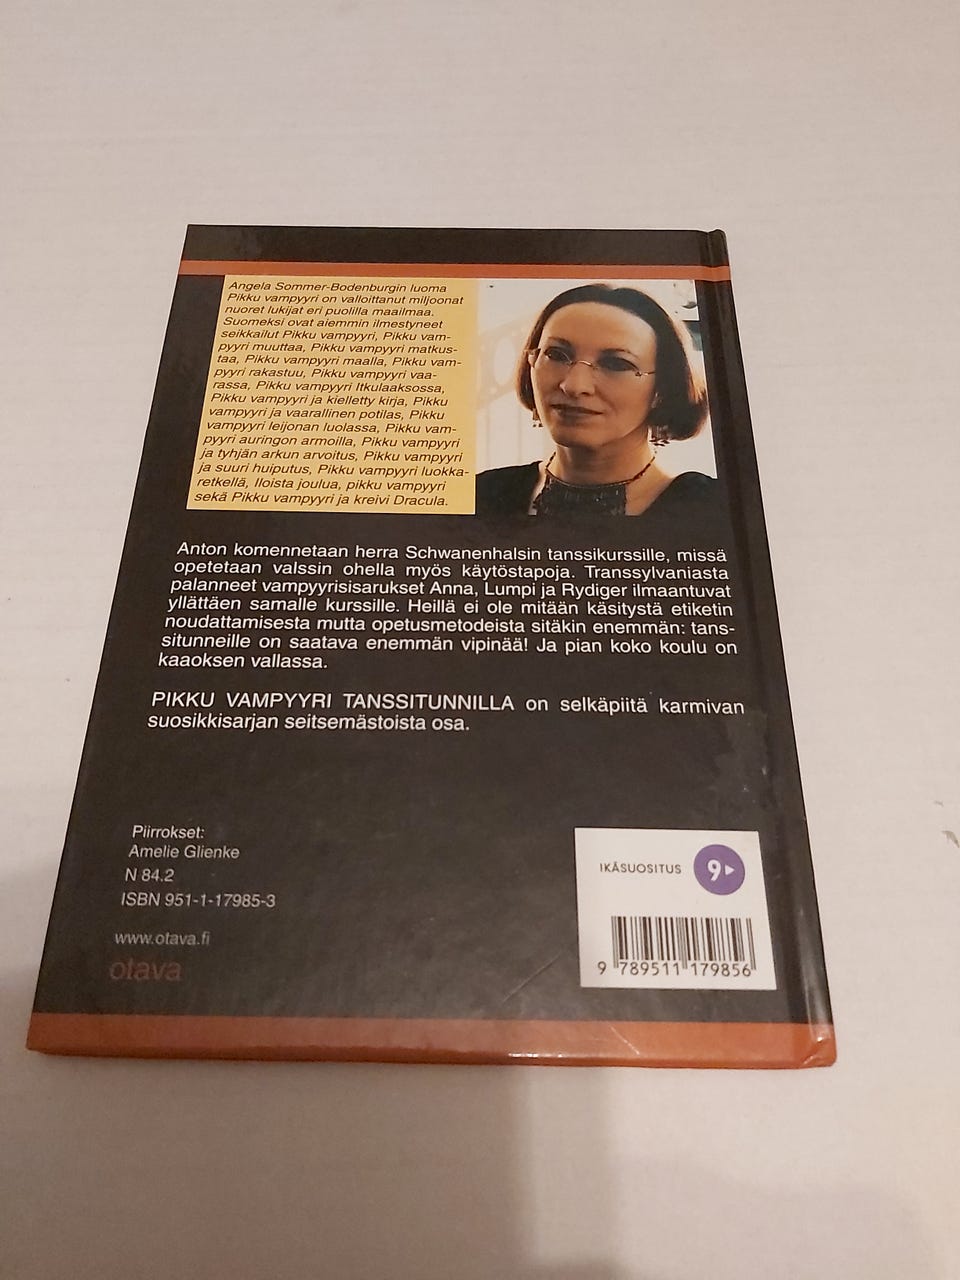 Angela Sommer-Bodenburgin luoma
Pikku vampyyri on valloittanut miljoonat
nuoret lukijat eri puolilla maailmaa.
Suomeksi ovat aiemmin ilmestyneet
seikkailut Pikku vampyyri, Pikku vam-
pyyri muuttaa, Pikku vampyyri matkus-
taa, Pikku vampyyri maalla, Pikku vam-
pyyri rakastuu, Pikku vampyyri vaa-
rassa, Pikku vampyyri Itkulaaksossa,
Pikku vampyyri ja kielletty kirja, Pikku
vampyyri ja vaarallinen potilas, Pikku
vampyyri leijonan luolassa, Pikku vam-
pyyri auringon armoilla, Pikku vampyyri
ja tyhjän arkun arvoitus, Pikku vampyyri
ja suuri huiputus, Pikku vampyyri luokka-
retkellä, Iloista joulua, pikku vampyyri
sekä Pikku vampyyri ja kreivi Dracula.
Anton komennetaan herra Schwanenhalsin tanssikurssille, missä
opetetaan valssin ohella myös käytöstapoja. Transsylvaniasta
palanneet vampyyrisisarukset Anna, Lumpi ja Rydiger ilmaantuvat
yllättäen samalle kurssille. Heillä ei ole mitään käsitystä etiketin
noudattamisesta mutta opetusmetodeista sitäkin enemmän: tans-
situnneille on saatava enemmän vipinää! Ja pian koko koulu on
kaaoksen vallassa.
PIKKU VAMPYYRI TANSSITUNNILLA on selkäpiitä karmivan
suosikkisarjan seitsemästoista osa.
Piirrokset:
Amelie Glienke
N 84.2
ISBN 951-1-17985-3
www.otava.fi
otava
IKÄSUOSITUS 9
9 789511 179856